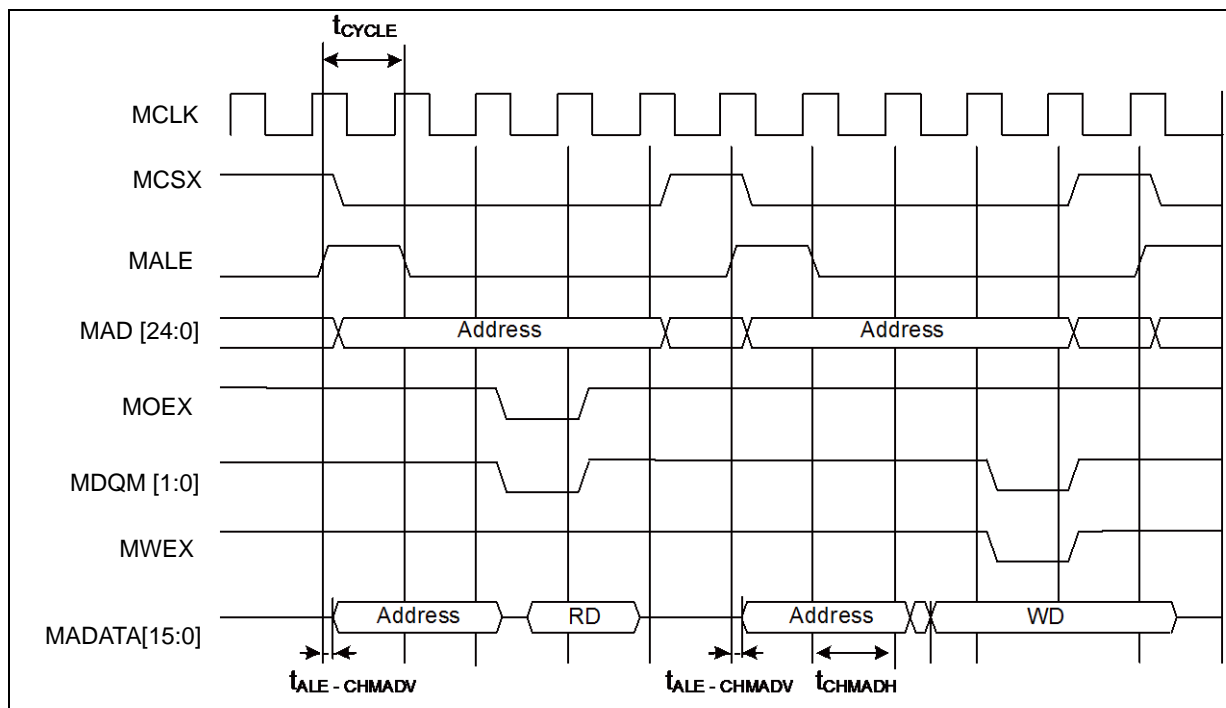 tCYCLE
MCLK
MCSX
MALE
MAD [24:0]
Address
Address
MOEX
MDQM [1:0]
MWEX
MADATA[15:0]
Address
RD
Address
WD
tALE - CHMADV
tALE - CHMADV
tCHMADH